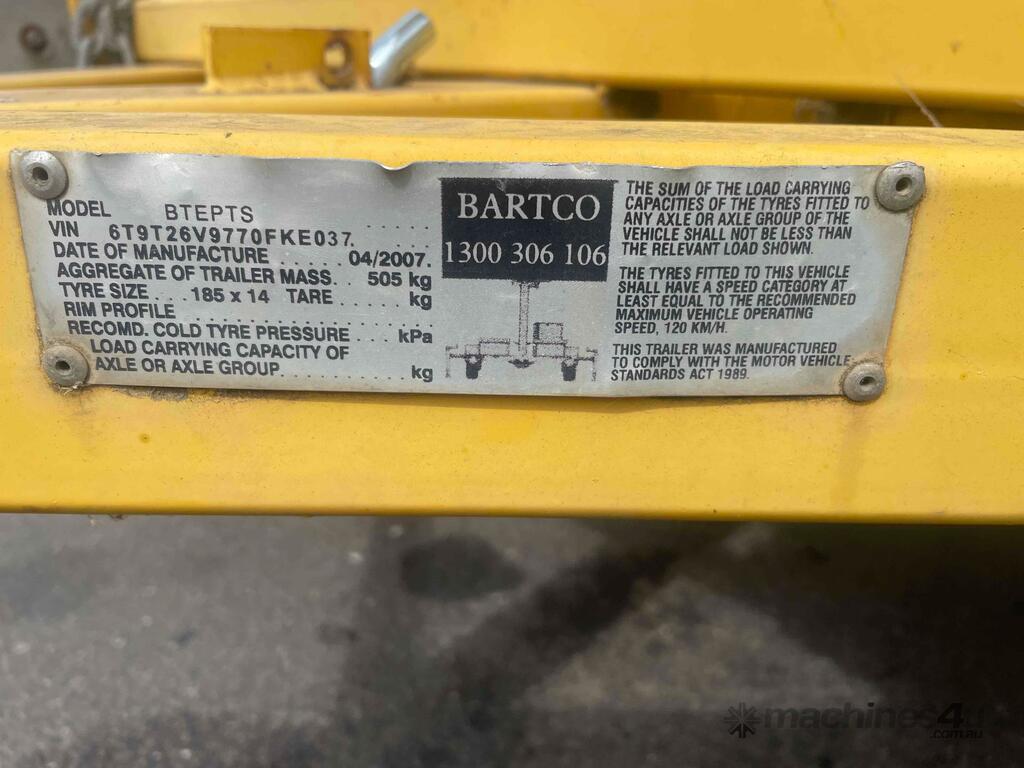 MODEL BTEPTS
VIN 6T9T26V9770FKE037
DATE OF MANUFACTURE 04/2007.
AGGREGATE OF TRAILER MASS. 505 kg
TYRE SIZE 185 x 14 TARE kg
RIM PROFILE
RECOMD. COLD TYRE PRESSURE kPa
LOAD CARRYING CAPACITY OF
AXLE OR AXLE GROUP. kg
BARTCO
1300 306 106
THE SUM OF THE LOAD CARRYING
CAPACITIES OF THE TYRES FITTED TO
ANY AXLE OR AXLE GROUP OF THE
VEHICLE SHALL NOT BE LESS THAN
THE RELEVANT LOAD SHOWN.
THE TYRES FITTED TO THIS VEHICLE
SHALL HAVE A SPEED CATEGORY AT
LEAST EQUAL TO THE RECOMMENDED
MAXIMUM VEHICLE OPERATING
SPEED, 120 KM/H.
THIS TRAILER WAS MANUFACTURED
TO COMPLY WITH THE MOTOR VEHICLE
STANDARDS ACT 1989.
machines4u
.com.au